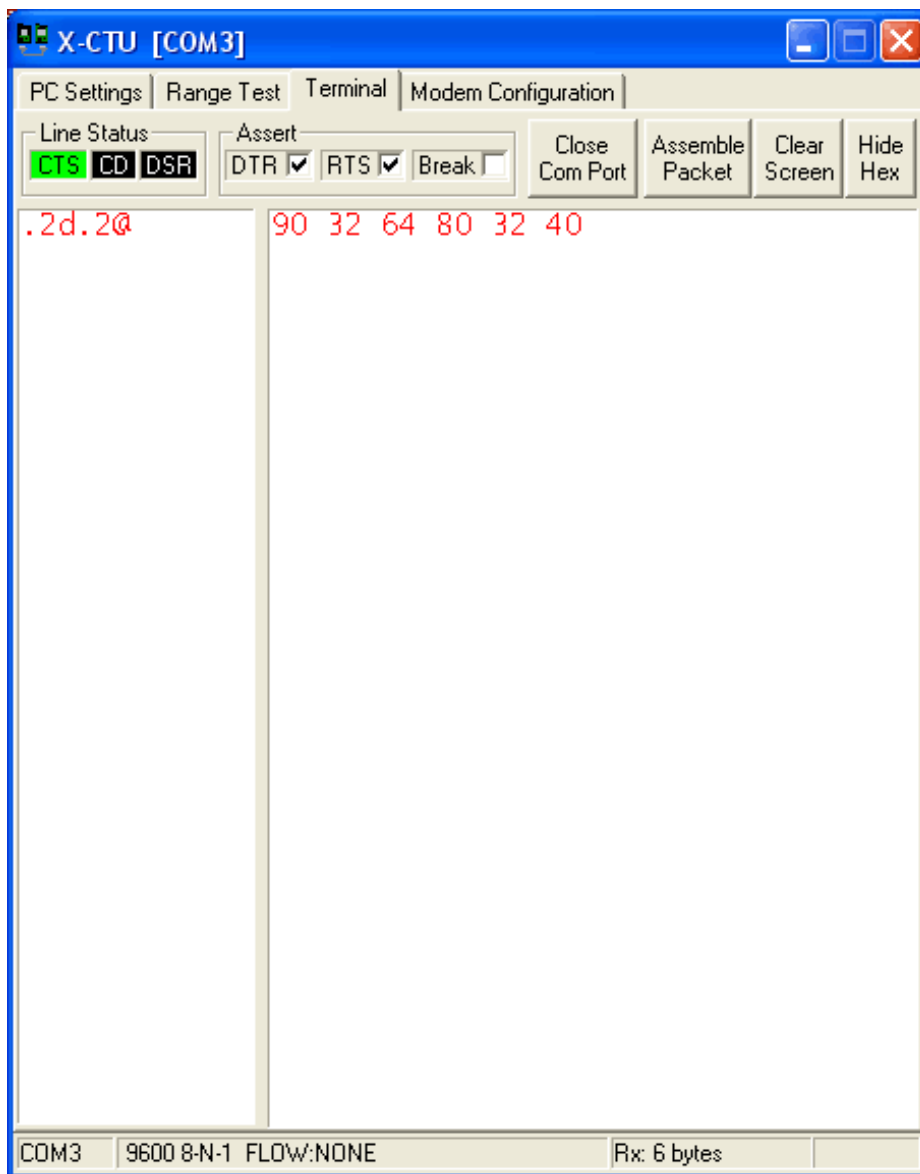 X-CTU [COM3]
PC Settings Range Test Terminal Modem Configuration
Line Status Assert
CTS CD DSR DTR RTS Break
Close Com Port
Assemble Packet
Clear Screen
Hide Hex
.2d.2@ 90 32 64 80 32 40
COM3 9600 8-N-1 FLOW:NONE Rx: 6 bytes